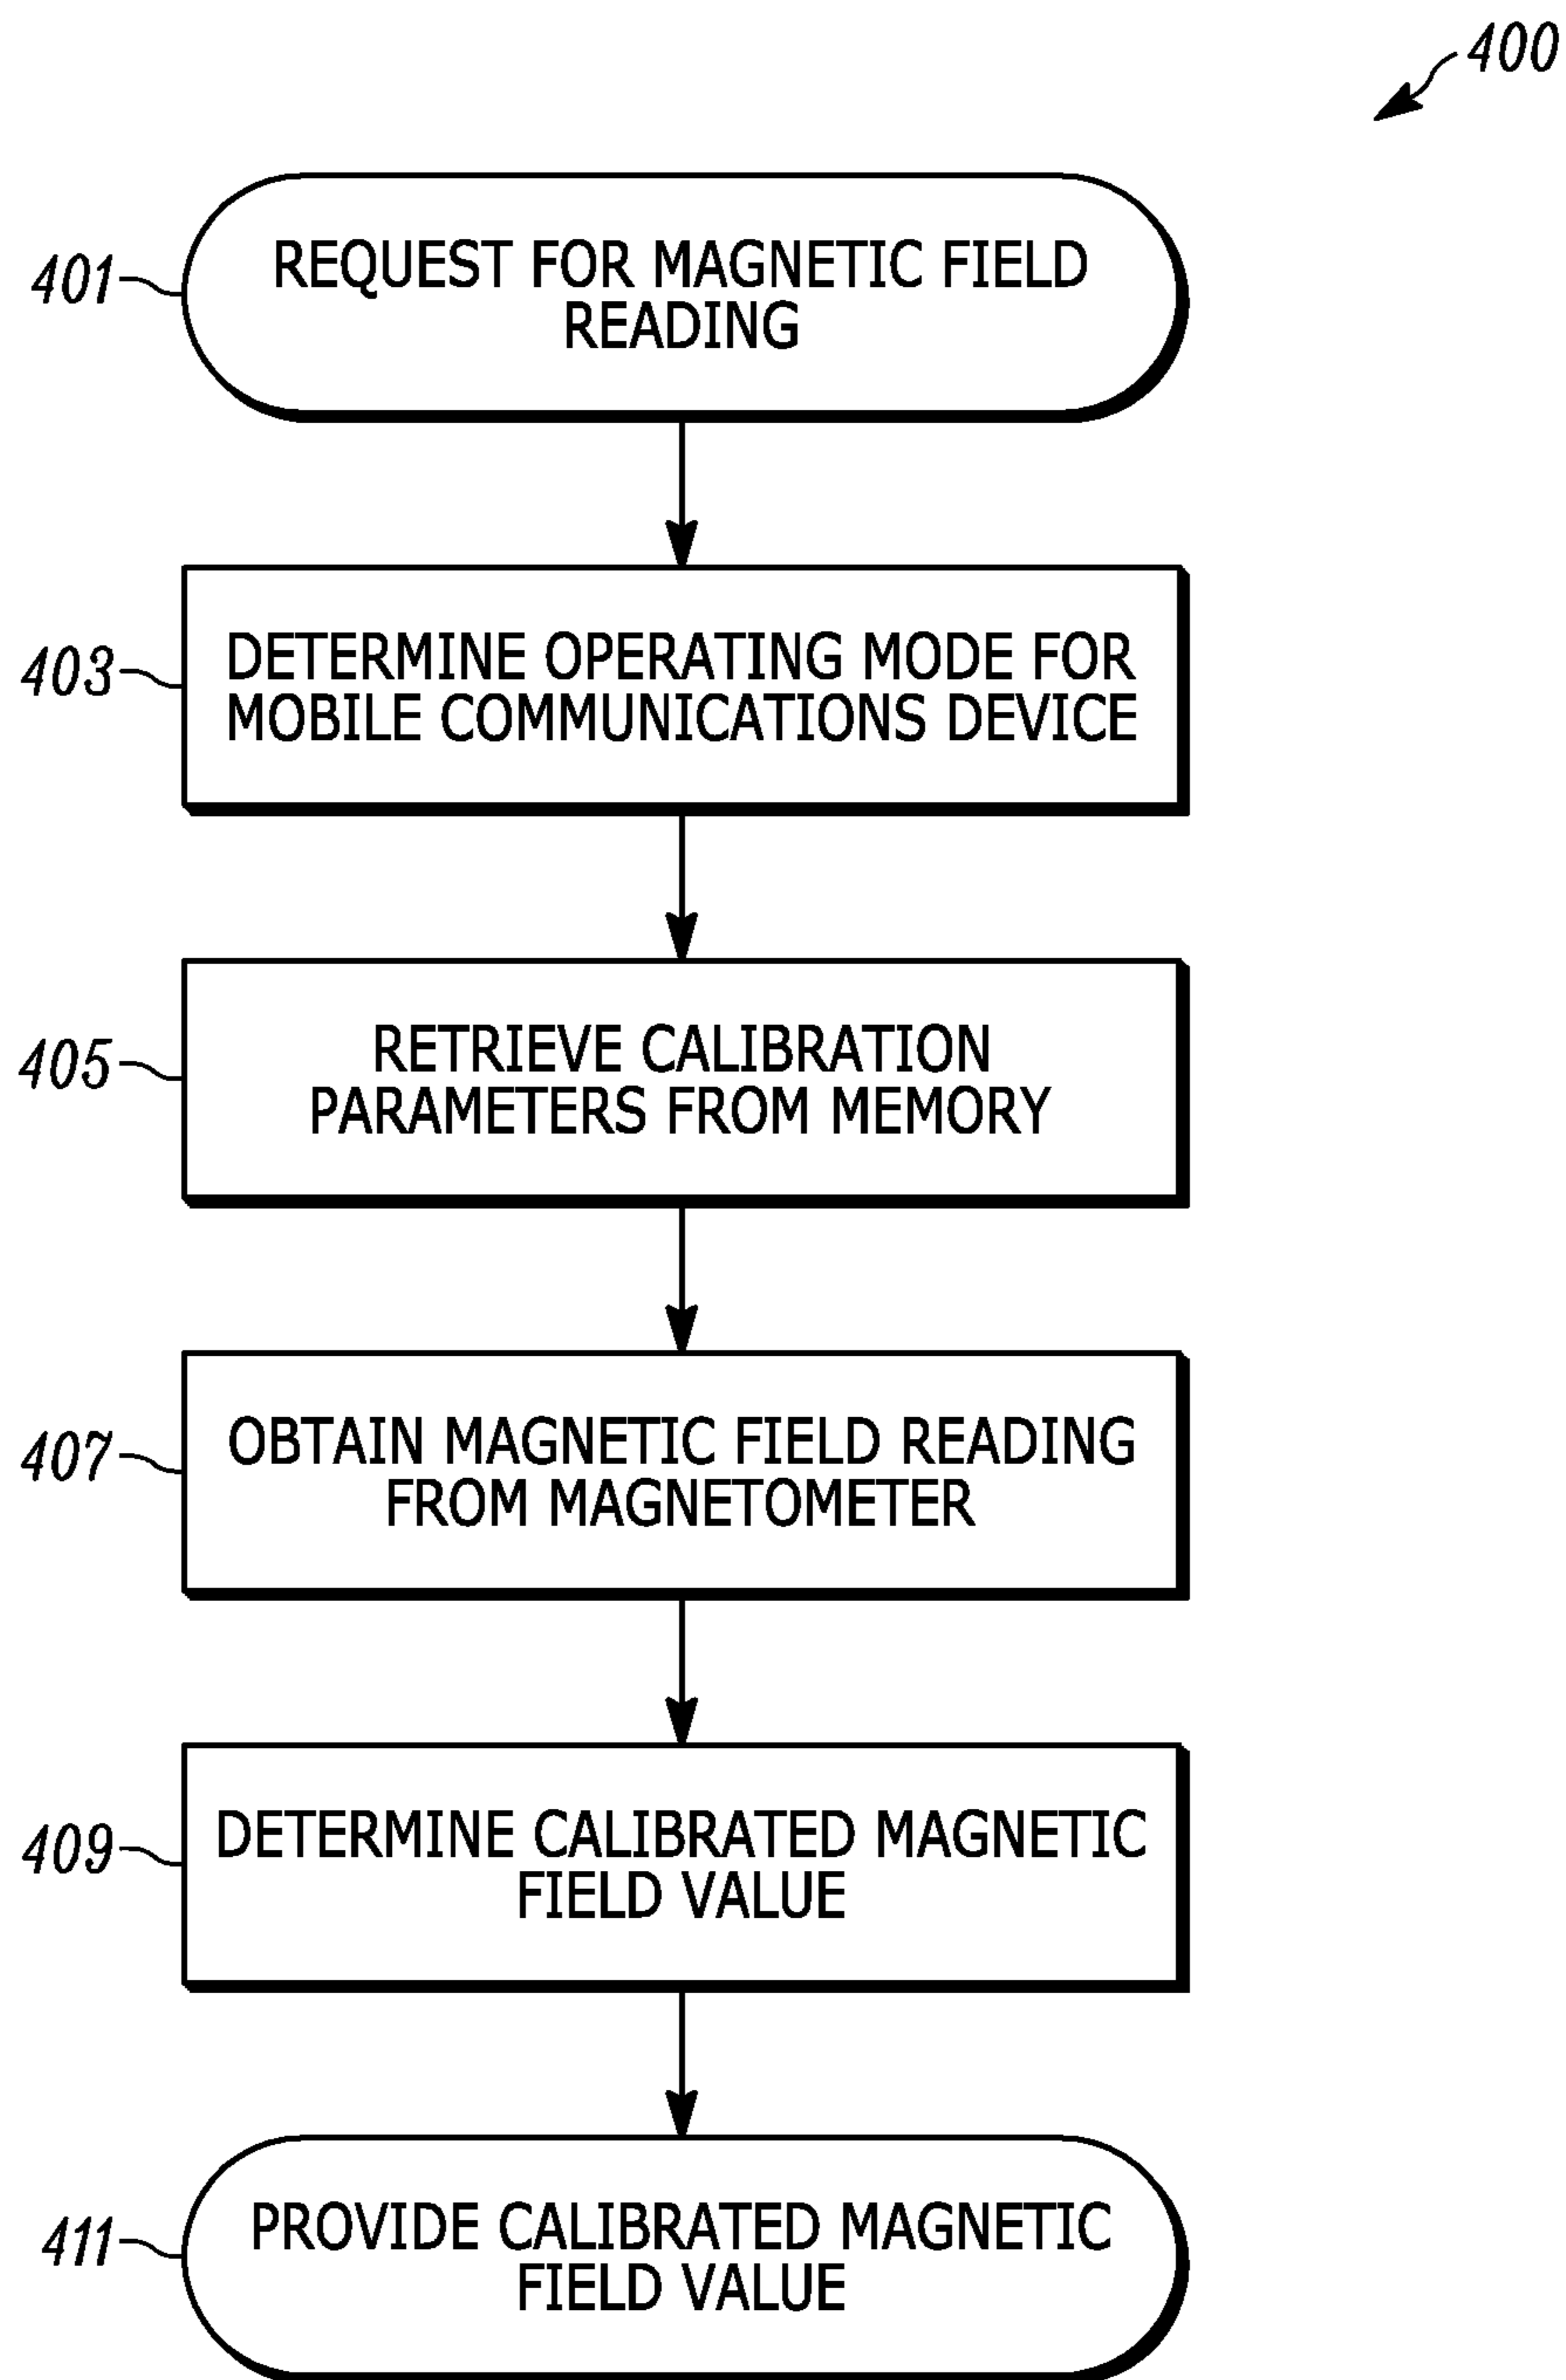 400
401
REQUEST FOR MAGNETIC FIELD
READING
403
DETERMINE OPERATING MODE FOR
MOBILE COMMUNICATIONS DEVICE
405
RETRIEVE CALIBRATION
PARAMETERS FROM MEMORY
407
OBTAIN MAGNETIC FIELD READING
FROM MAGNETOMETER
409
DETERMINE CALIBRATED MAGNETIC
FIELD VALUE
411
PROVIDE CALIBRATED MAGNETIC
FIELD VALUE